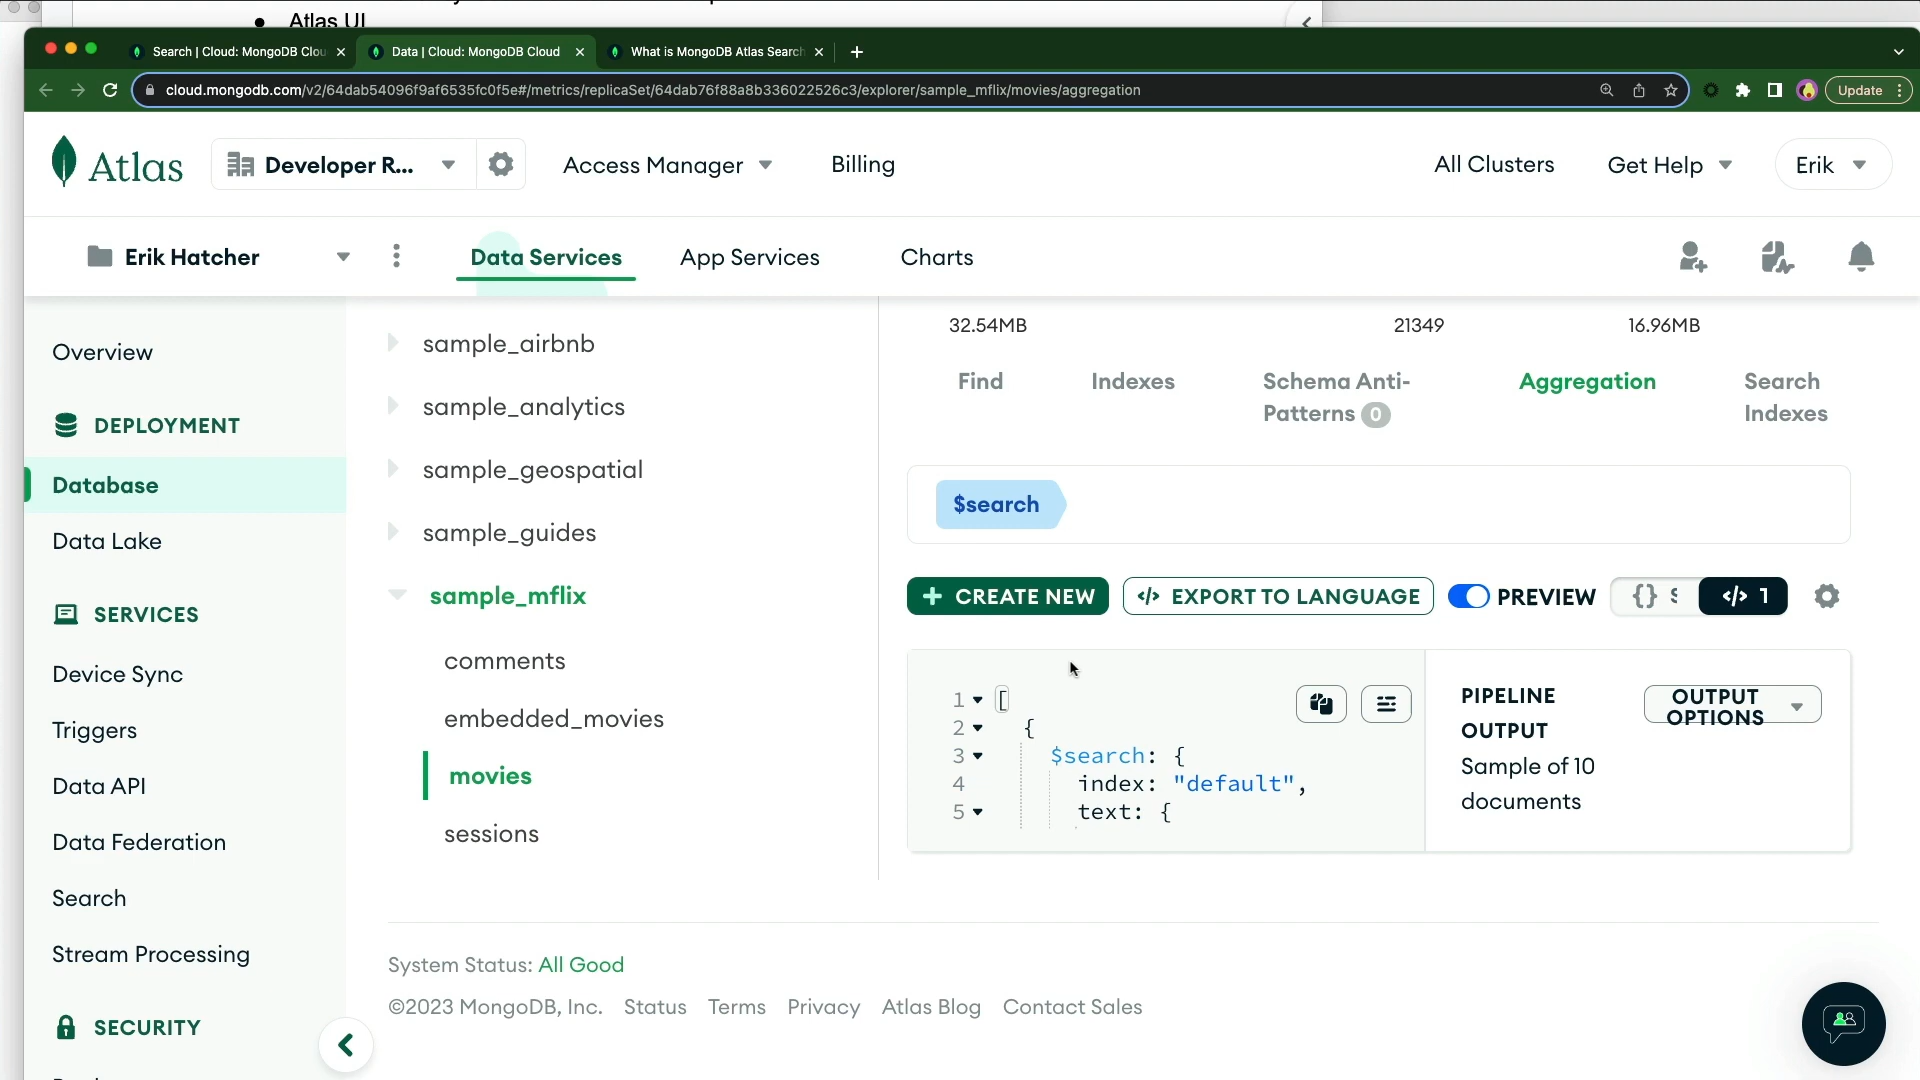 Atlas UI
Search | Cloud: MongoDB Clou
Data | Cloud: MongoDB Cloud
What is MongoDB Atlas Search
cloud.mongodb.com/v2/64dab54096f9af6535fc0f5e#/metrics/replicaSet/64dab76f88a8b336022526c3/explorer/sample_mflix/movies/aggregation
Update
Atlas
Developer R...
Access Manager
Billing
All Clusters
Get Help
Erik
Erik Hatcher
Data Services
App Services
Charts
Overview
DEPLOYMENT
Database
Data Lake
SERVICES
Device Sync
Triggers
Data API
Data Federation
Search
Stream Processing
SECURITY
sample_airbnb
sample_analytics
sample_geospatial
sample_guides
sample_mflix
comments
embedded_movies
movies
sessions
32.54MB
21349
16.96MB
Find
Indexes
Schema Anti-
Patterns 0
Aggregation
Search
Indexes
$search
+ CREATE NEW
</> EXPORT TO LANGUAGE
PREVIEW
{}
</> 1
1 [
2 {
3 $search: {
4 index: "default",
5 text: {
PIPELINE
OUTPUT
Sample of 10
documents
OUTPUT
OPTIONS
System Status: All Good
©2023 MongoDB, Inc.
Status
Terms
Privacy
Atlas Blog
Contact Sales